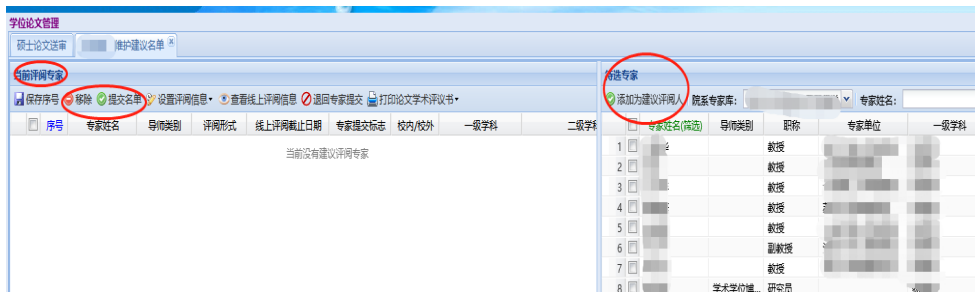 学位论文管理
硕士论文送审 维护建议名单
当前评阅专家
保存序号 移除 提交名单 设置评阅信息 查看线上评阅信息 退回专家提交 打印论文学术评议书
序号 专家姓名 导师类别 评阅形式 线上评阅截止日期 专家提交标志 校内/校外 一级学科 二级学科
当前没有建议评阅专家
待选专家
添加为建议评阅人 院系专家库: 专家姓名:
专家姓名(筛选) 导师类别 职称 专家单位 一级学科
1 教授
2 教授
3 教授
4 教授
5 教授
6 副教授
7 教授
8 学术学位博... 研究员